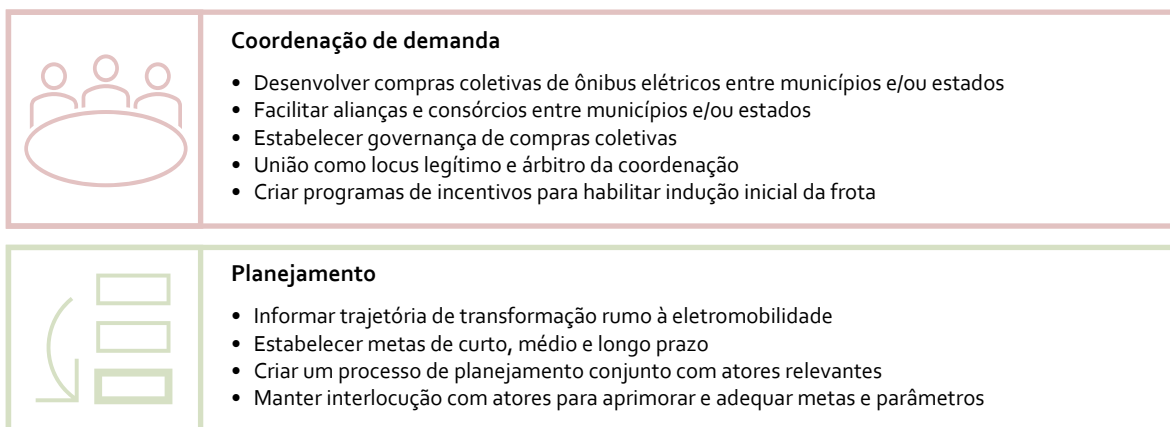 Coordenação de demanda
• Desenvolver compras coletivas de ônibus elétricos entre municípios e/ou estados
• Facilitar alianças e consórcios entre municípios e/ou estados
• Estabelecer governança de compras coletivas
• União como locus legítimo e árbitro da coordenação
• Criar programas de incentivos para habilitar indução inicial da frota
Planejamento
• Informar trajetória de transformação rumo à eletromobilidade
• Estabelecer metas de curto, médio e longo prazo
• Criar um processo de planejamento conjunto com atores relevantes
• Manter interlocução com atores para aprimorar e adequar metas e parâmetros